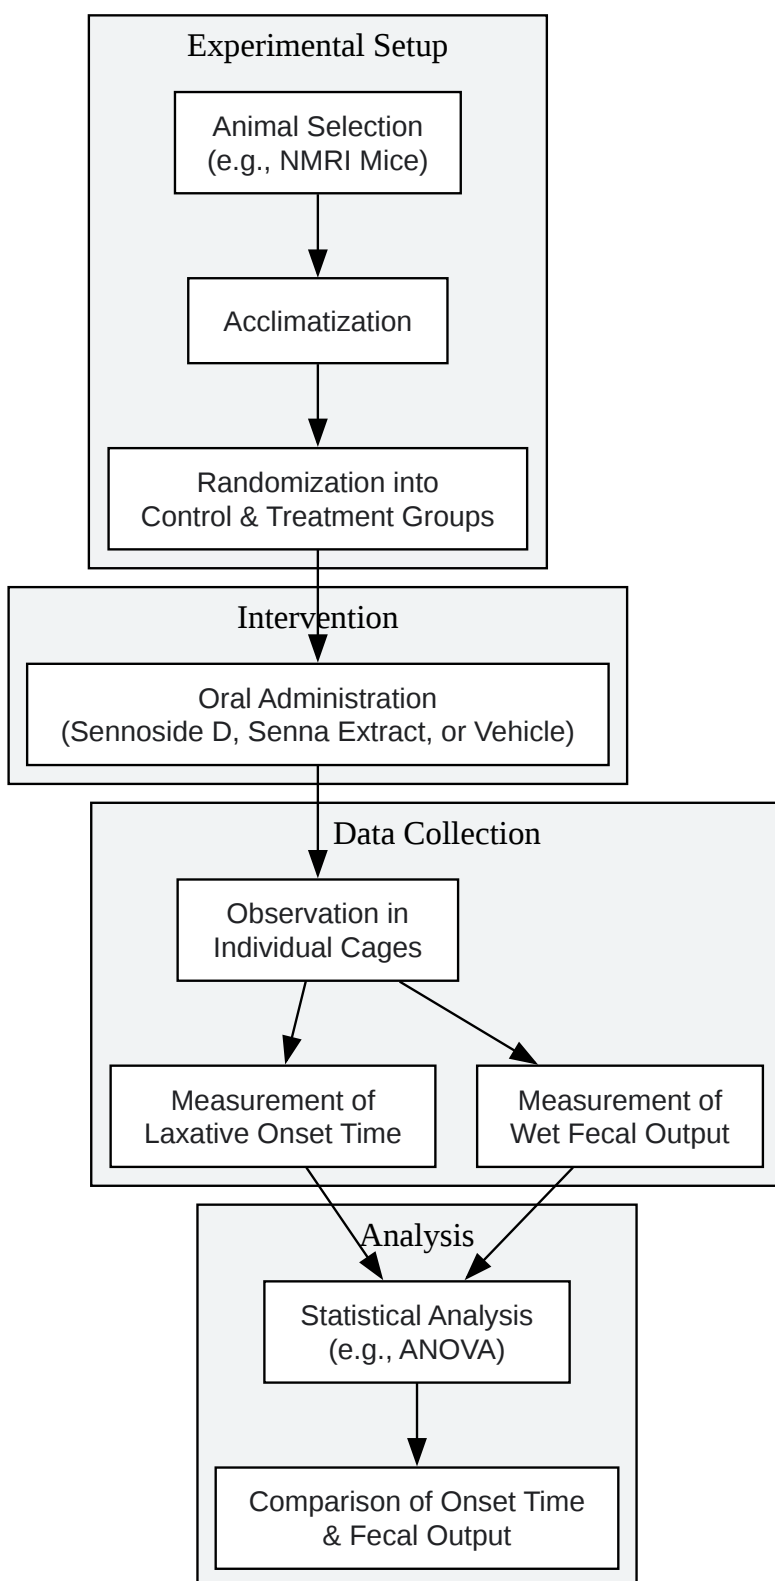 Experimental Setup
Animal Selection
(e.g., NMRI Mice)
Acclimatization
Randomization into
Control & Treatment Groups
Intervention
Oral Administration
(Sennoside D, Senna Extract, or Vehicle)
Data Collection
Observation in
Individual Cages
Measurement of
Laxative Onset Time
Measurement of
Wet Fecal Output
Analysis
Statistical Analysis
(e.g., ANOVA)
Comparison of Onset Time
& Fecal Output